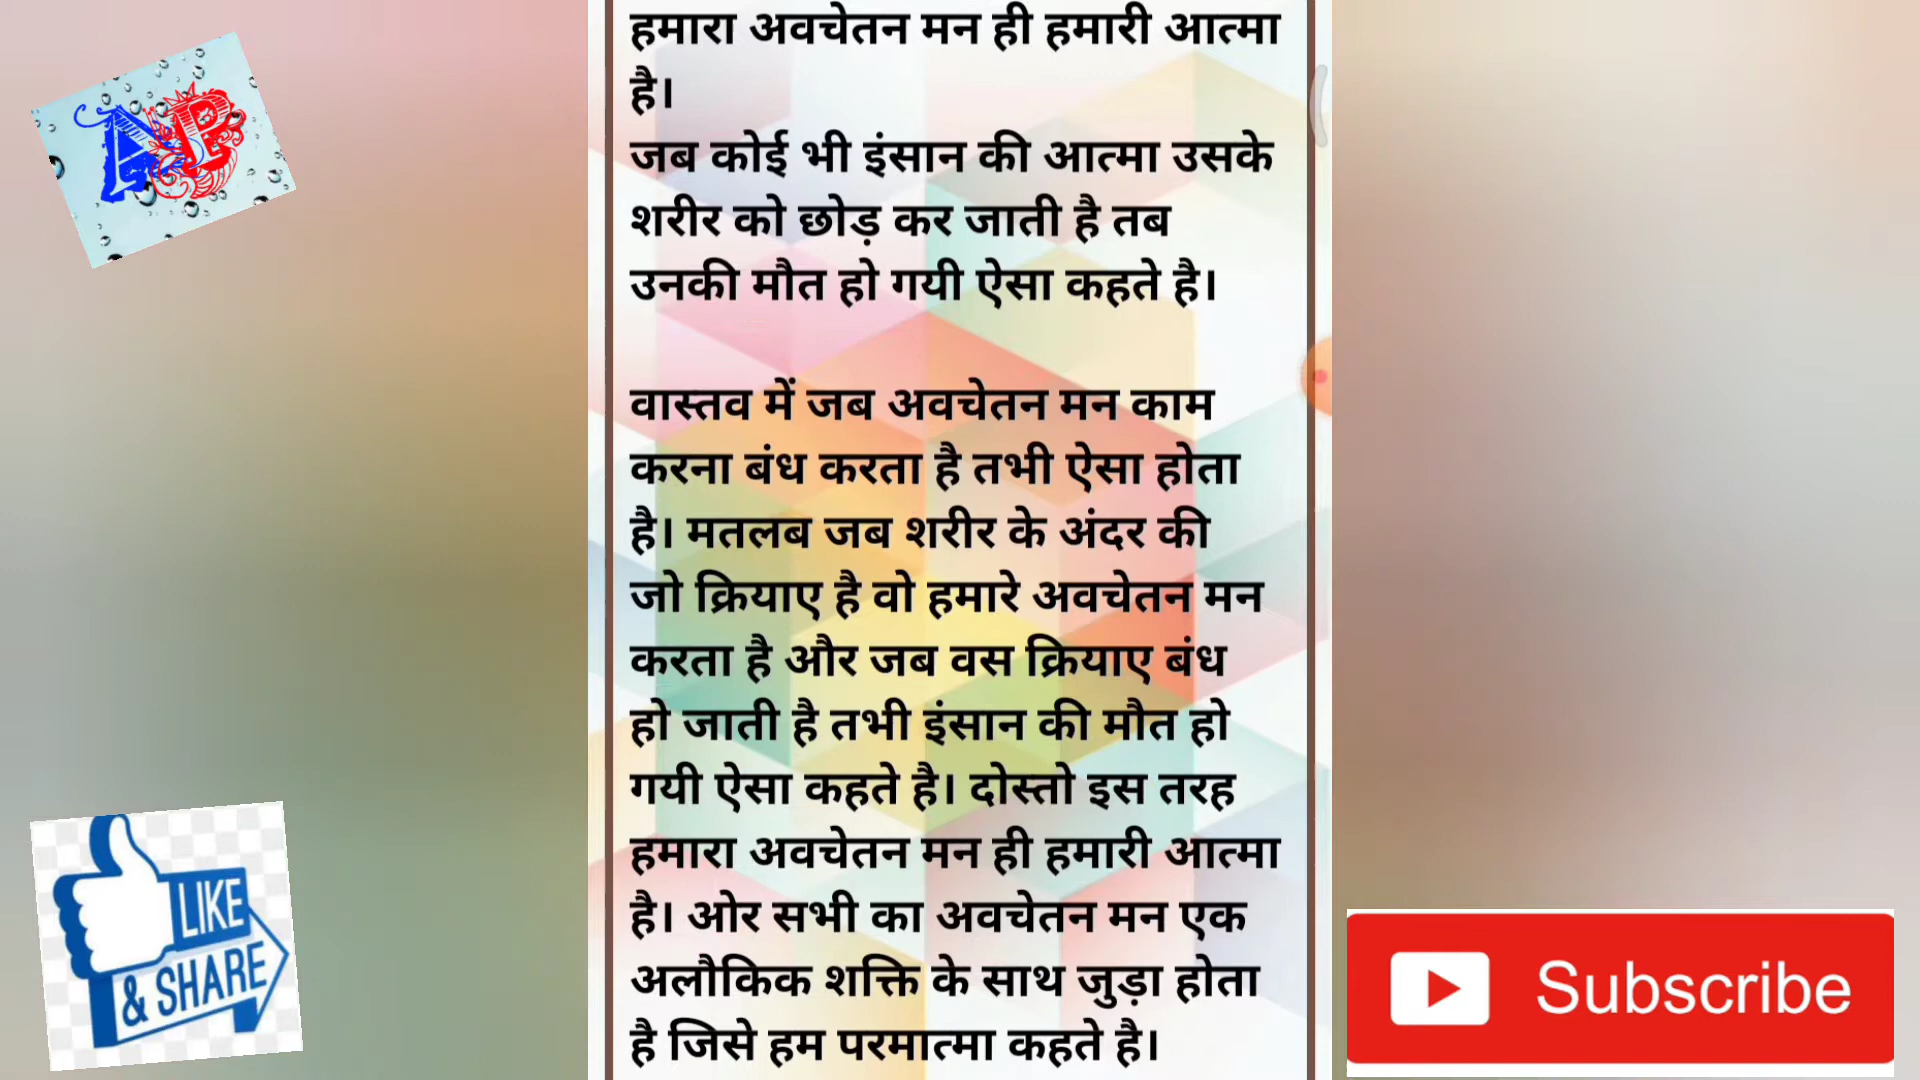 हमारा अवचेतन मन ही हमारी आत्मा
है।
जब कोई भी इंसान की आत्मा उसके
शरीर को छोड़ कर जाती है तब
उनकी मौत हो गयी ऐसा कहते है।
वास्तव में जब अवचेतन मन काम
करना बंध करता है तभी ऐसा होता
है। मतलब जब शरीर के अंदर की
जो क्रियाए है वो हमारे अवचेतन मन
करता है और जब वस क्रियाए बंध
हो जाती है तभी इंसान की मौत हो
गयी ऐसा कहते है। दोस्तो इस तरह
हमारा अवचेतन मन ही हमारी आत्मा
है। ओर सभी का अवचेतन मन एक
अलौकिक शक्ति के साथ जुड़ा होता
है जिसे हम परमात्मा कहते है।
AP
LIKE
& SHARE
Subscribe